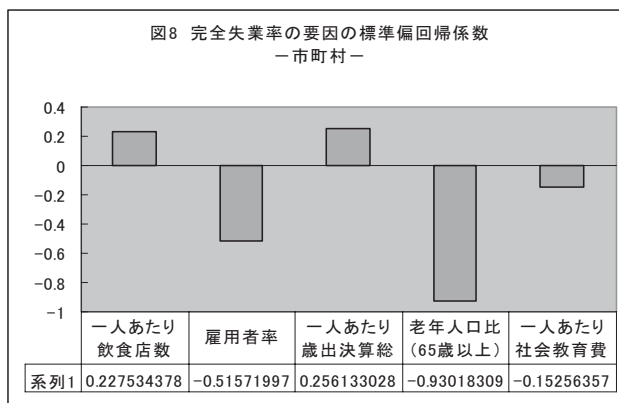 図8 完全失業率の要因の標準偏回帰係数
－市町村－
0.4
0.2
0
-0.2
-0.4
-0.6
-0.8
-1
一人あたり
飲食店数
雇用者率
一人あたり
歳出決算総
老年人口比
(65歳以上)
一人あたり
社会教育費
系列1 0.227534378 -0.51571997 0.256133028 -0.93018309 -0.15256357